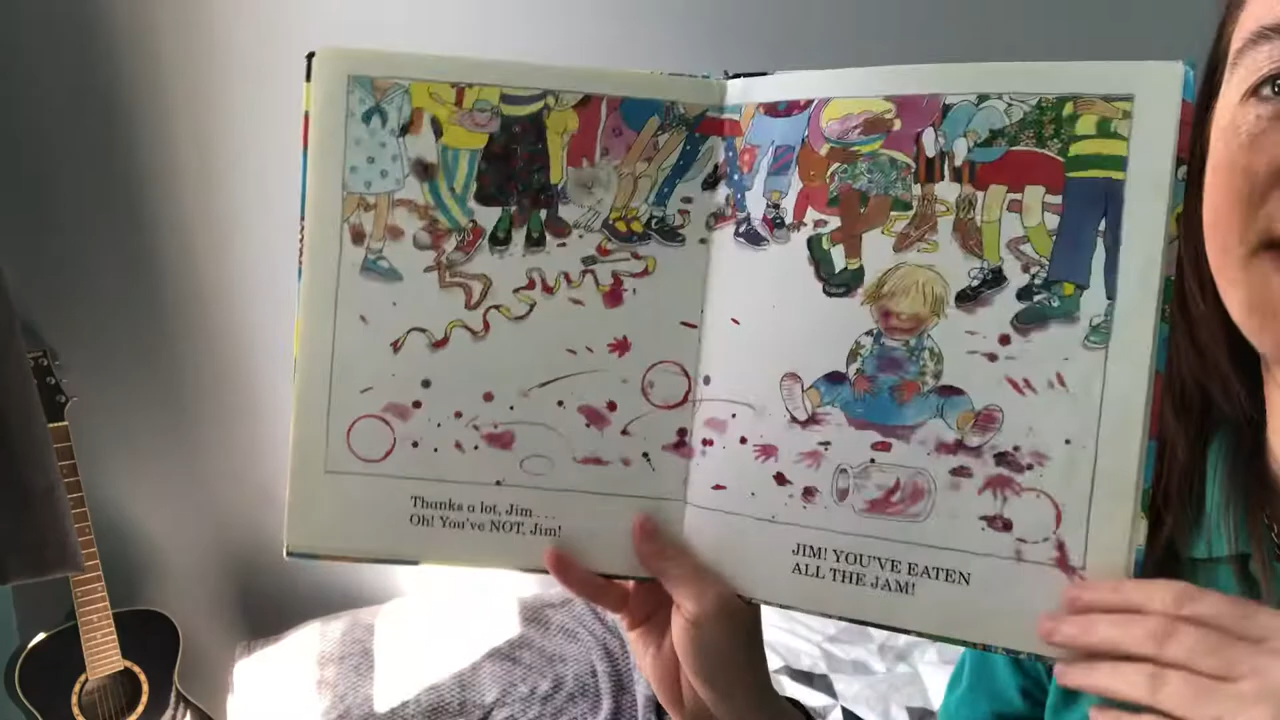 Thanks a lot, Jim . . .
Oh! You've NOT, Jim!
JIM! YOU'VE EATEN
ALL THE JAM!